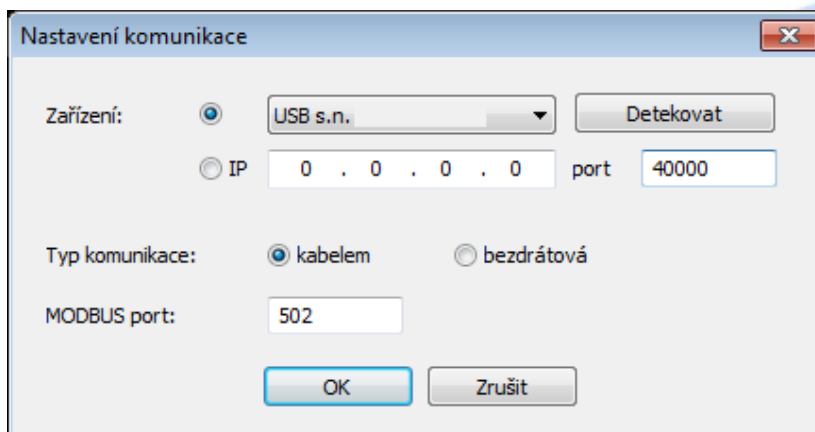 Nastavení komunikace
Zařízení: USB s.n. Detekovat
IP 0 . 0 . 0 . 0 port 40000
Typ komunikace: kabelem bezdrátová
MODBUS port: 502
OK Zrušit